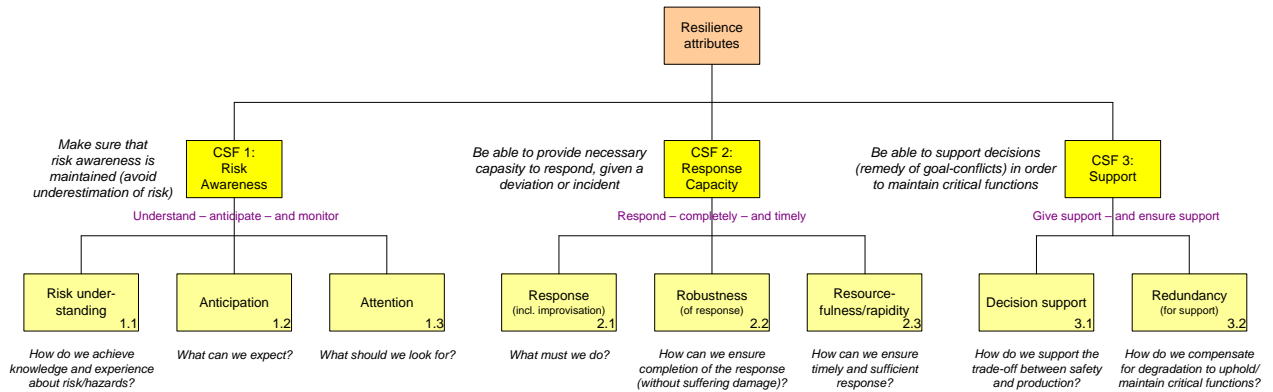 Resilience
attributes
Make sure that
risk awareness is
maintained (avoid
underestimation of risk)
CSF 1:
Risk
Awareness
Be able to provide necessary
capacity to respond, given a
deviation or incident
CSF 2:
Response
Capacity
Be able to support decisions
(remedy of goal-conflicts) in order
to maintain critical functions
CSF 3:
Support
Understand – anticipate – and monitor
Respond – completely – and timely
Give support – and ensure support
Risk under-
standing
1.1
Anticipation
1.2
Attention
1.3
Response
(incl. improvisation)
2.1
Robustness
(of response)
2.2
Resource-
fulness/rapidity
2.3
Decision support
3.1
Redundancy
(for support)
3.2
How do we achieve
knowledge and experience
about risk/hazards?
What can we expect?
What should we look for?
What must we do?
How can we ensure
completion of the response
(without suffering damage)?
How can we ensure
timely and sufficient
response?
How do we support the
trade-off between safety
and production?
How do we compensate
for degradation to uphold/
maintain critical functions?